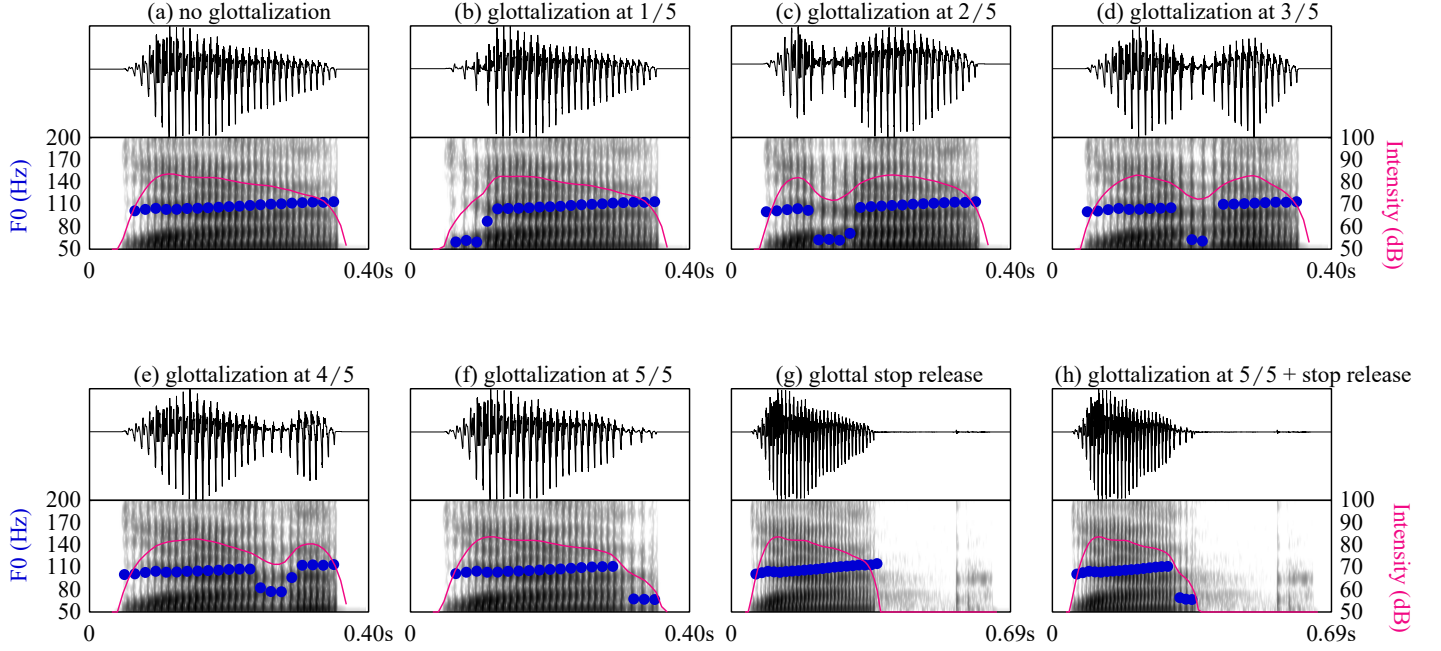 (a) no glottalization
(b) glottalization at 1/5
(c) glottalization at 2/5
(d) glottalization at 3/5
200
170
140
110
80
50
F0 (Hz)
100
90
80
70
60
50
Intensity (dB)
0
0.40s
0
0.40s
0
0.40s
0
0.40s
(e) glottalization at 4/5
(f) glottalization at 5/5
(g) glottal stop release
(h) glottalization at 5/5 + stop release
200
170
140
110
80
50
F0 (Hz)
100
90
80
70
60
50
Intensity (dB)
0
0.40s
0
0.40s
0
0.69s
0
0.69s